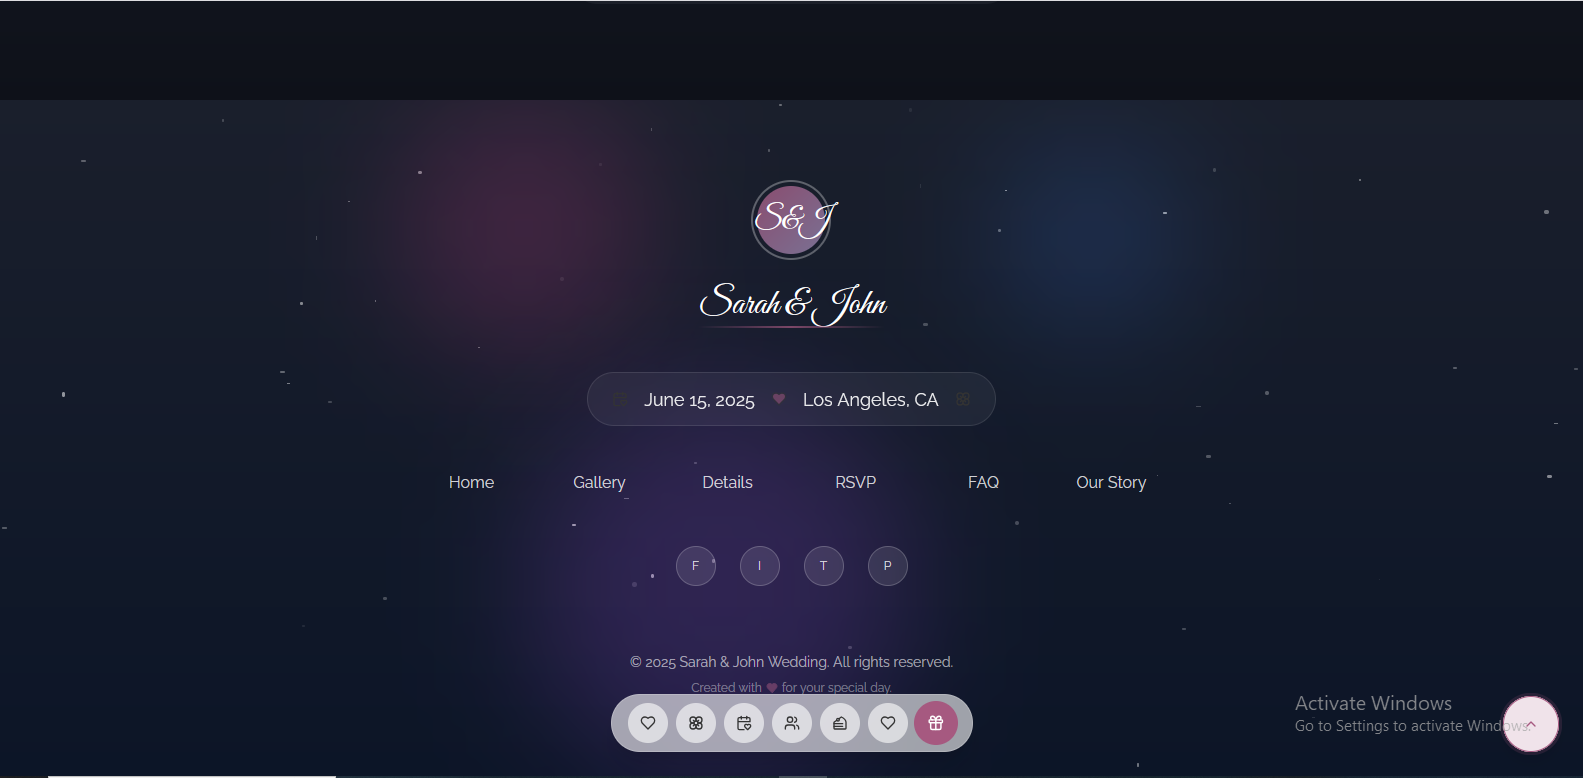 S&J
Sarah & John
June 15, 2025 Los Angeles, CA
Home Gallery Details RSVP FAQ Our Story
F I T P
© 2025 Sarah & John Wedding. All rights reserved.
Created with for your special day.
Activate Windows
Go to Settings to activate Windows.